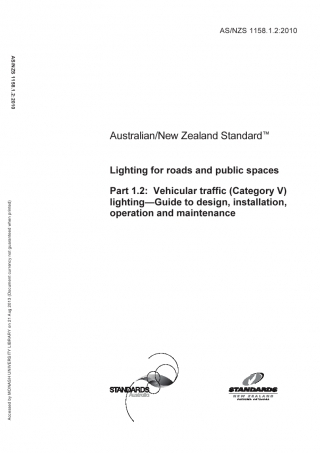 AS/NZS 1158.1.2:2010
AS/NZS 1158.1.2:2010
Australian/New Zealand Standard™
Lighting for roads and public spaces
Part 1.2: Vehicular traffic (Category V)
lighting—Guide to design, installation,
operation and maintenance
Accessed by MONASH UNIVERSITY LIBRARY on 21 Aug 2010 (Document currency not guaranteed when printed)
STANDARDS
Australia
STANDARDS
NEW ZEALAND